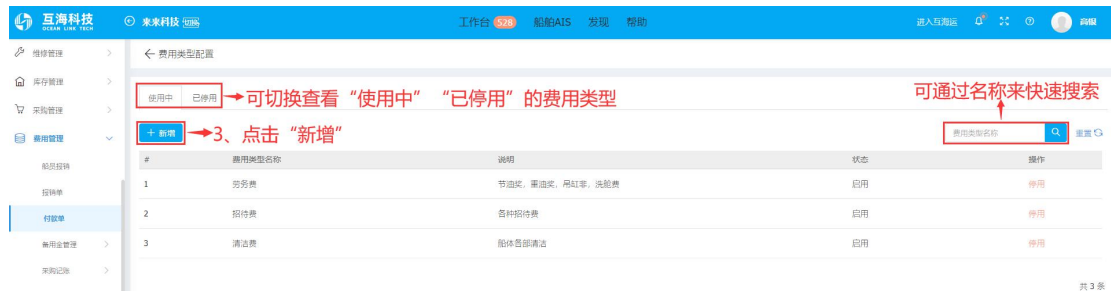 互海科技
OCEAN LINK TECH
来来科技 切换
工作台 528 船舶AIS 发现 帮助
进入互海运
高银
维修管理
库存管理
采购管理
费用管理
船员报销
报销单
付款单
备用金管理
采购记账
费用类型配置
使用中 已停用
可切换查看“使用中”“已停用”的费用类型
可通过名称来快速搜索
+ 新增
3、点击“新增”
费用类型名称
重置
# 费用类型名称 说明 状态 操作
1 劳务费 节油奖，重油奖，吊缸非，洗舱费 启用 停用
2 招待费 各种招待费 启用 停用
3 清洁费 船体各部清洁 启用 停用
共 3 条